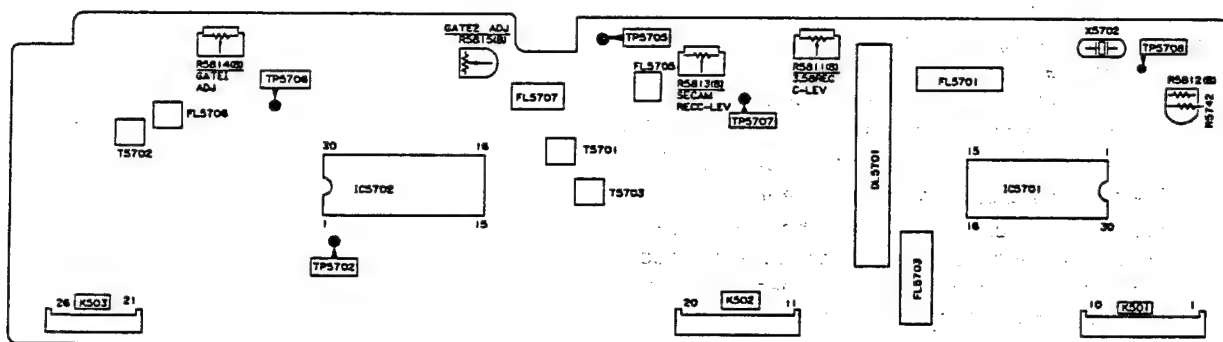 R5814(B)
GATE1
ADJ
TP5706
FL5706
T5702
30
16
IC5702
1
15
TP5702
26
K503
21
GATE2 ADJ
R5815(B)
FL5707
T5701
T5703
TP5705
FL5705
R5813(B)
SECAM
RECC-LEV
TP5707
R5811(B)
3.58REC
C-LEV
DL5701
FL5703
20
K502
11
X5702
TP5708
FL5701
R5812(B)
R5742
15
1
IC5701
16
30
10
K501
1